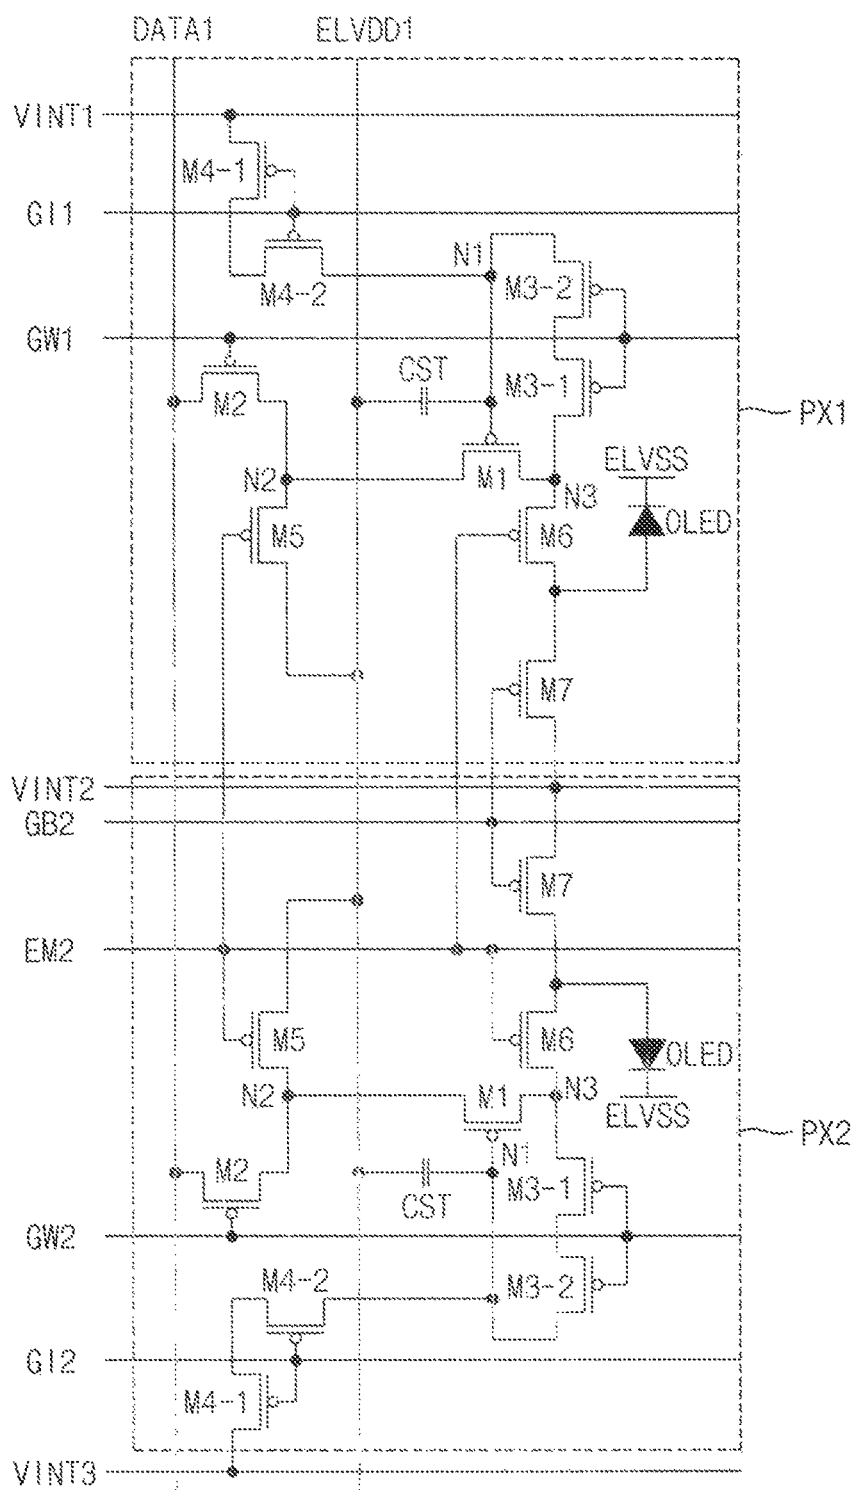 DATA1 ELVDD1
VINT1
M4-1
GI1
N1
M4-2
M3-2
GW1
CST
M3-1
M2
PX1
ELVSS
N2
M1
N3
M5
M6
OLED
M7
VINT2
GB2
M7
EM2
M5
M6
OLED
N2
M1
N3
ELVSS
PX2
N1
M2
M3-1
CST
GW2
M4-2
M3-2
GI2
M4-1
VINT3